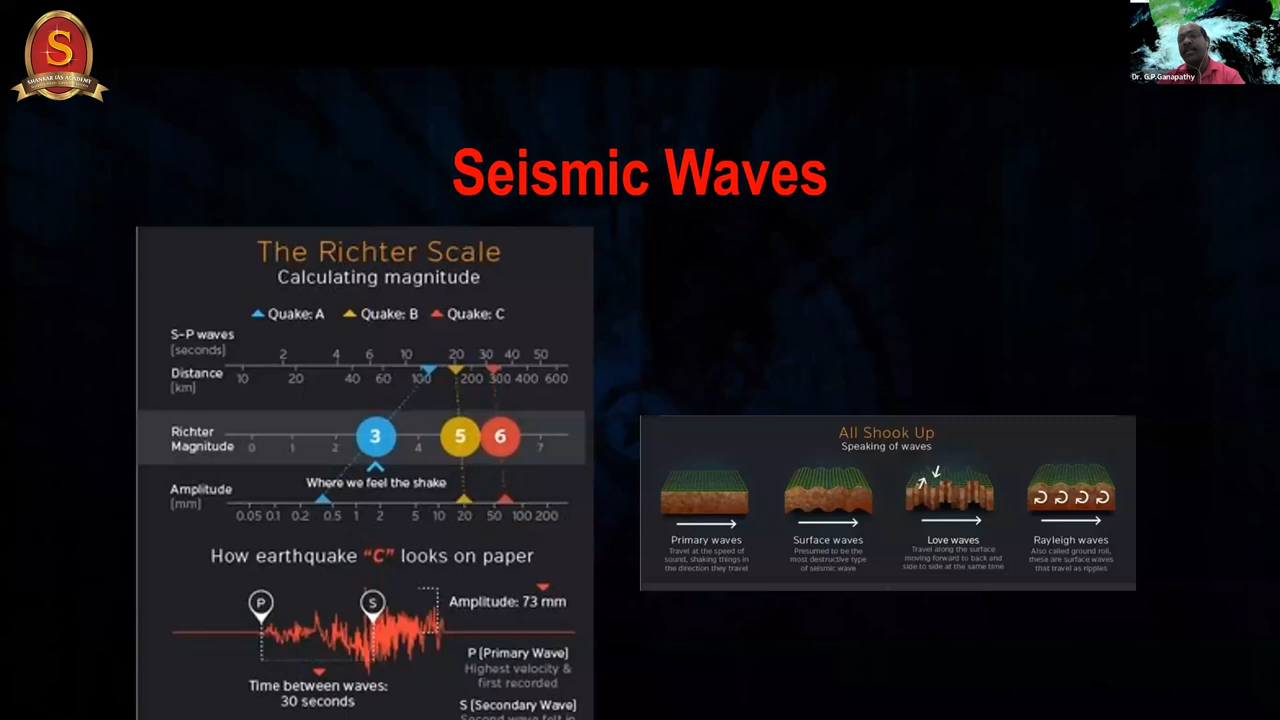 S
SHANKAR IAS ACADEMY
Dr. G.P.Ganapathy
Seismic Waves
The Richter Scale
Calculating magnitude
Quake: A Quake: B Quake: C
S-P waves
(seconds)
2 4 6 10 20 30 40 50
Distance
(km)
10 20 40 60 100 200 300 400 600
Richter
Magnitude
0 1 2 3 4 5 6 7
Where we feel the shake
Amplitude
(mm)
0.05 0.1 0.2 0.5 1 2 5 10 20 50 100 200
How earthquake "C" looks on paper
P S
Amplitude: 73 mm
P (Primary Wave)
Highest velocity &
first recorded
Time between waves:
30 seconds
S (Secondary Wave)
Second wave felt in
All Shook Up
Speaking of waves
Primary waves
Travel at the speed of
sound, shaking things in
the direction they travel
Surface waves
Presumed to be the
most destructive type
of seismic wave
Love waves
Travel along the surface
moving forward to back and
side to side at the same time
Rayleigh waves
Also called ground roll,
these are surface waves
that travel as ripples